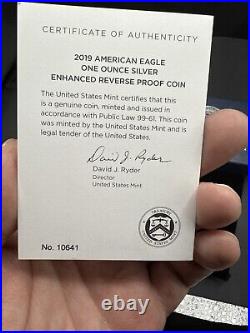 CERTIFICATE OF AUTHENTICITY
2019 AMERICAN EAGLE
ONE OUNCE SILVER
ENHANCED REVERSE PROOF COIN
The United States Mint certifies that this
is a genuine coin, minted and issued in
accordance with Public Law 99-61. This coin
was minted by the United States Mint and is
legal tender of the United States.
David J. Ryder
David J. Ryder
Director
United States Mint
No. 10641